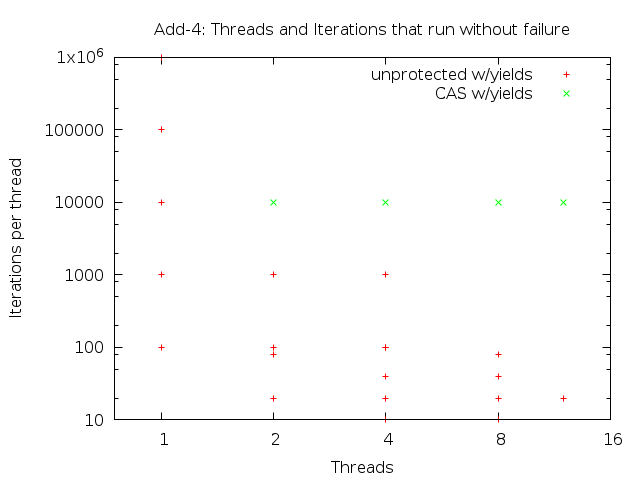 Add-4: Threads and Iterations that run without failure
1x10^6
unprotected w/yields
CAS w/yields
100000
10000
1000
100
10
Iterations per thread
1 2 4 8 16
Threads